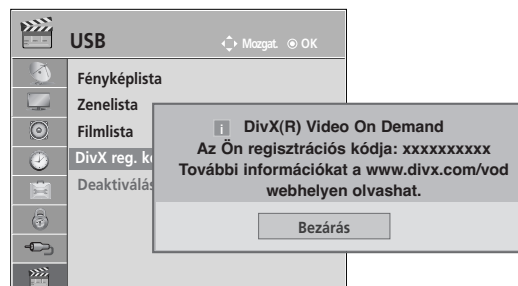 USB
Mozgat. OK
Fényképlista
Zenelista
Filmlista
DivX reg. k
Deaktiválás
i DivX(R) Video On Demand
Az Ön regisztrációs kódja: xxxxxxxxxx
További információkat a www.divx.com/vod
webhelyen olvashat.
Bezárás